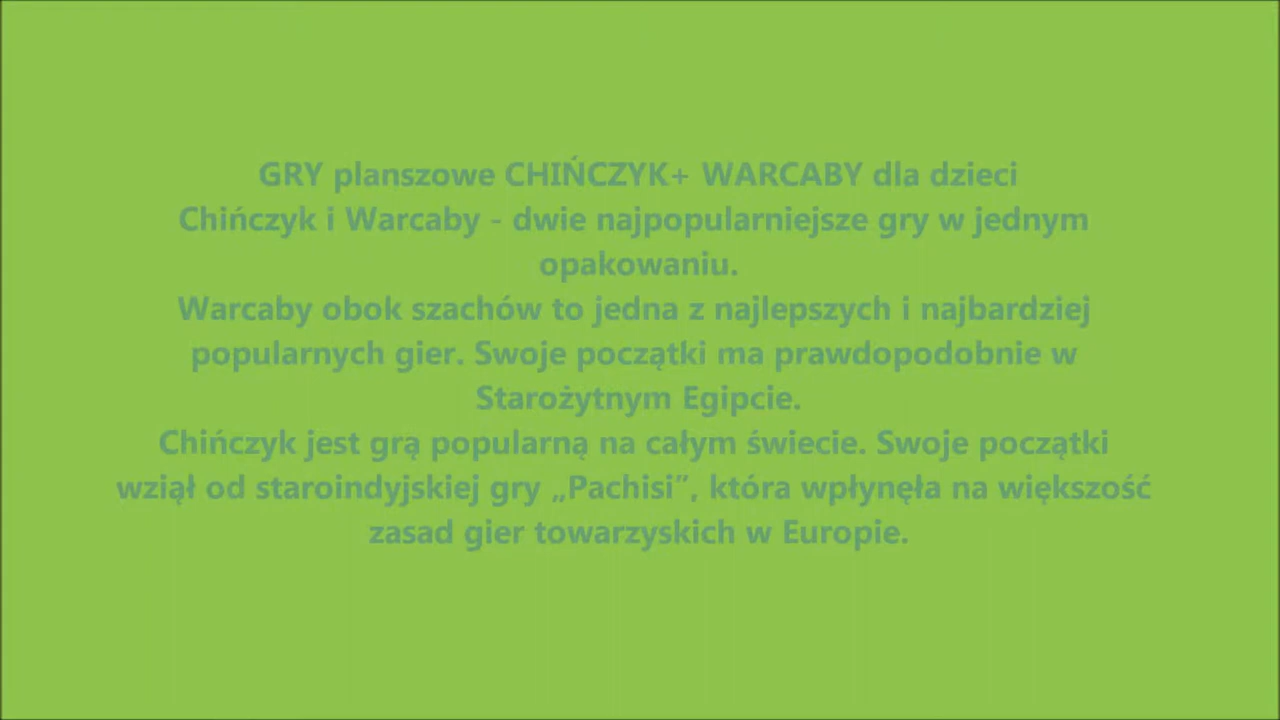 GRY planszowe CHIŃCZYK+ WARCABY dla dzieci
Chińczyk i Warcaby - dwie najpopularniejsze gry w jednym
opakowaniu.
Warcaby obok szachów to jedna z najlepszych i najbardziej
popularnych gier. Swoje początki ma prawdopodobnie w
Starożytnym Egipcie.
Chińczyk jest grą popularną na całym świecie. Swoje początki
wziął od staroindyjskiej gry „Pachisi”, która wpłynęła na większość
zasad gier towarzyskich w Europie.